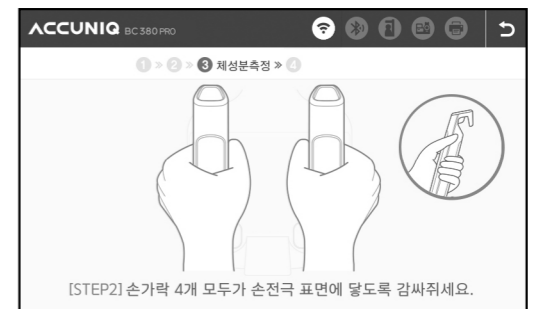 ACCUNIQ BC380 PRO
1 » 2 » 3 체성분측정 » 4
[STEP2] 손가락 4개 모두가 손전극 표면에 닿도록 감싸쥐세요.